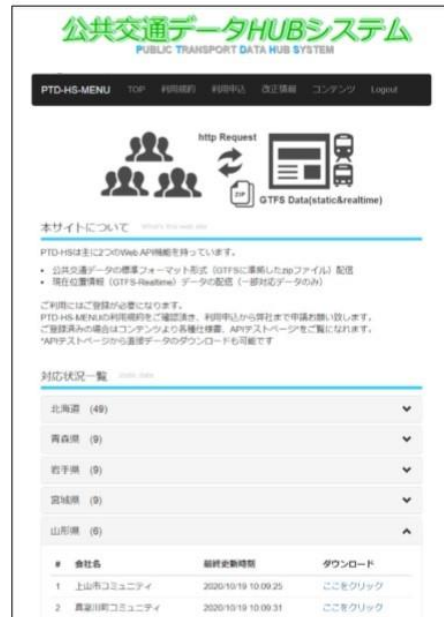 公共交通データHUBシステム
PUBLIC TRANSPORT DATA HUB SYSTEM
PTD-HS-MENU TOP 利用規約 利用申込 改正情報 コンテンツ Logout
http Request
ZIP
GTFS Data(static&realtime)
本サイトについて What's this web site
PTD-HSは主に2つのWeb API機能を持っています。
• 公共交通データの標準フォーマット形式（GTFSに準拠したzipファイル）配信
• 現在位置情報（GTFS-Realtime）データの配信（一部対応データのみ）
ご利用にはご登録が必要になります。
PTD-HS-MENUの利用規約をご確認頂き、利用申込から弊社まで申請お願い致します。
ご登録済みの場合はコンテンツより各種仕様書、APIテストページをご覧になれます。
*APIテストページから直接データのダウンロードも可能です
対応状況一覧
北海道 (49)
青森県 (9)
岩手県 (9)
宮城県 (9)
山形県 (6)
# 会社名 最終更新時間 ダウンロード
1 上山市コミュニティ 2020/10/19 10:09:25 ここをクリック
2 真室川町コミュニティ 2020/10/19 10:09:31 ここをクリック